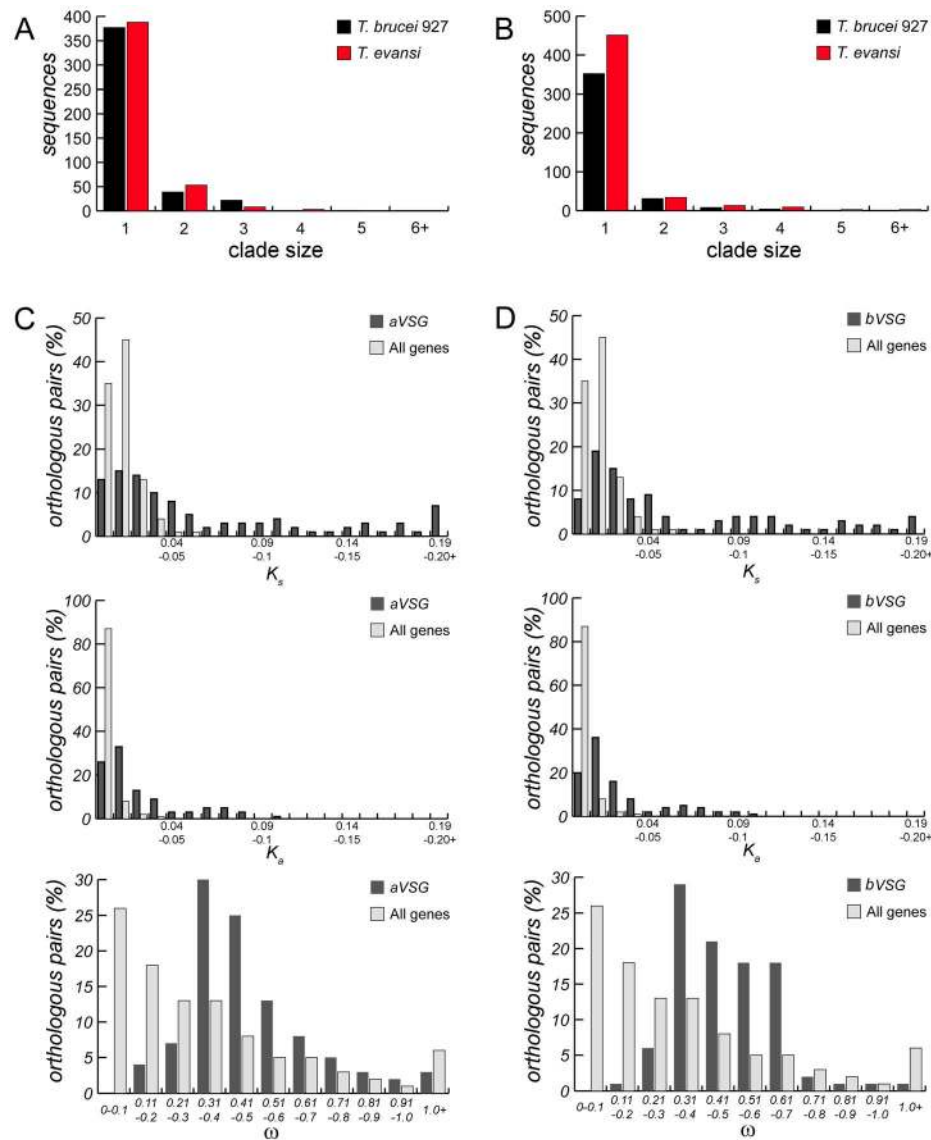 A
400
350
300
250
200
150
100
50
0
sequences
T. brucei 927
T. evansi
1 2 3 4 5 6+
clade size
B
500
400
300
200
100
0
sequences
T. brucei 927
T. evansi
1 2 3 4 5 6+
clade size
C
50
40
30
20
10
0
orthologous pairs (%)
aVSG
All genes
0.04 0.09 0.14 0.19
-0.05 -0.1 -0.15 -0.20+
Ks
100
80
60
40
20
0
orthologous pairs (%)
aVSG
All genes
0.04 0.09 0.14 0.19
-0.05 -0.1 -0.15 -0.20+
Ka
30
25
20
15
10
5
0
orthologous pairs (%)
aVSG
All genes
0–0.1 0.11 0.21 0.31 0.41 0.51 0.61 0.71 0.81 0.91 1.0+
-0.2 -0.3 -0.4 -0.5 -0.6 -0.7 -0.8 -0.9 -1.0
ω
D
50
40
30
20
10
0
orthologous pairs (%)
bVSG
All genes
0.04 0.09 0.14 0.19
-0.05 -0.1 -0.15 -0.20+
Ks
100
80
60
40
20
0
orthologous pairs (%)
bVSG
All genes
0.04 0.09 0.14 0.19
-0.05 -0.1 -0.15 -0.20+
Ka
30
25
20
15
10
5
0
orthologous pairs (%)
bVSG
All genes
0–0.1 0.11 0.21 0.31 0.41 0.51 0.61 0.71 0.81 0.91 1.0+
-0.2 -0.3 -0.4 -0.5 -0.6 -0.7 -0.8 -0.9 -1.0
ω